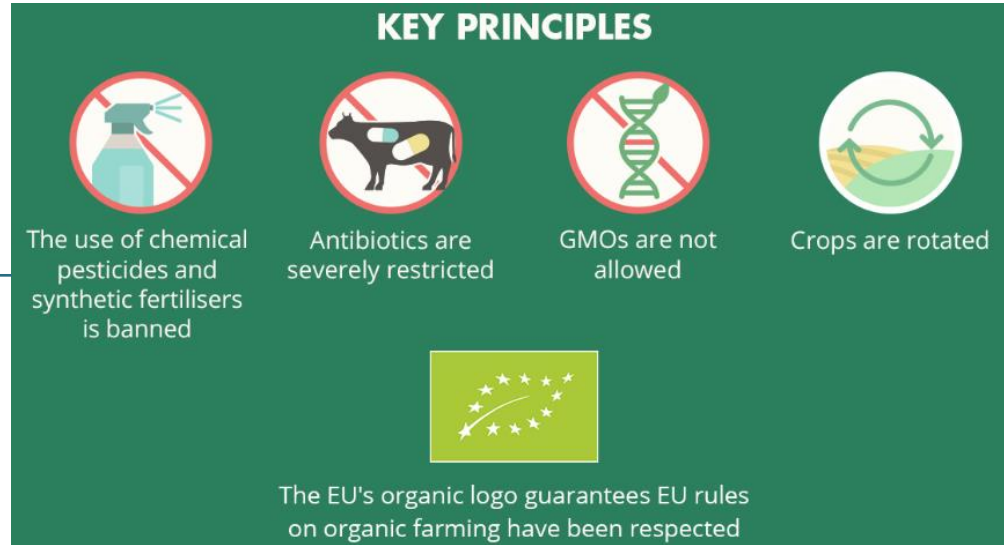 KEY PRINCIPLES
The use of chemical
pesticides and
synthetic fertilisers
is banned
Antibiotics are
severely restricted
GMOs are not
allowed
Crops are rotated
The EU's organic logo guarantees EU rules
on organic farming have been respected